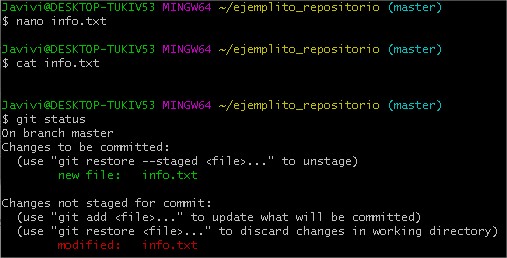 Javivi@DESKTOP-TUKIV53 MINGW64 ~/ejemplito_repositorio (master)
$ nano info.txt
Javivi@DESKTOP-TUKIV53 MINGW64 ~/ejemplito_repositorio (master)
$ cat info.txt
Javivi@DESKTOP-TUKIV53 MINGW64 ~/ejemplito_repositorio (master)
$ git status
On branch master
Changes to be committed:
  (use "git restore --staged <file>..." to unstage)
        new file:   info.txt
Changes not staged for commit:
  (use "git add <file>..." to update what will be committed)
  (use "git restore <file>..." to discard changes in working directory)
        modified:   info.txt